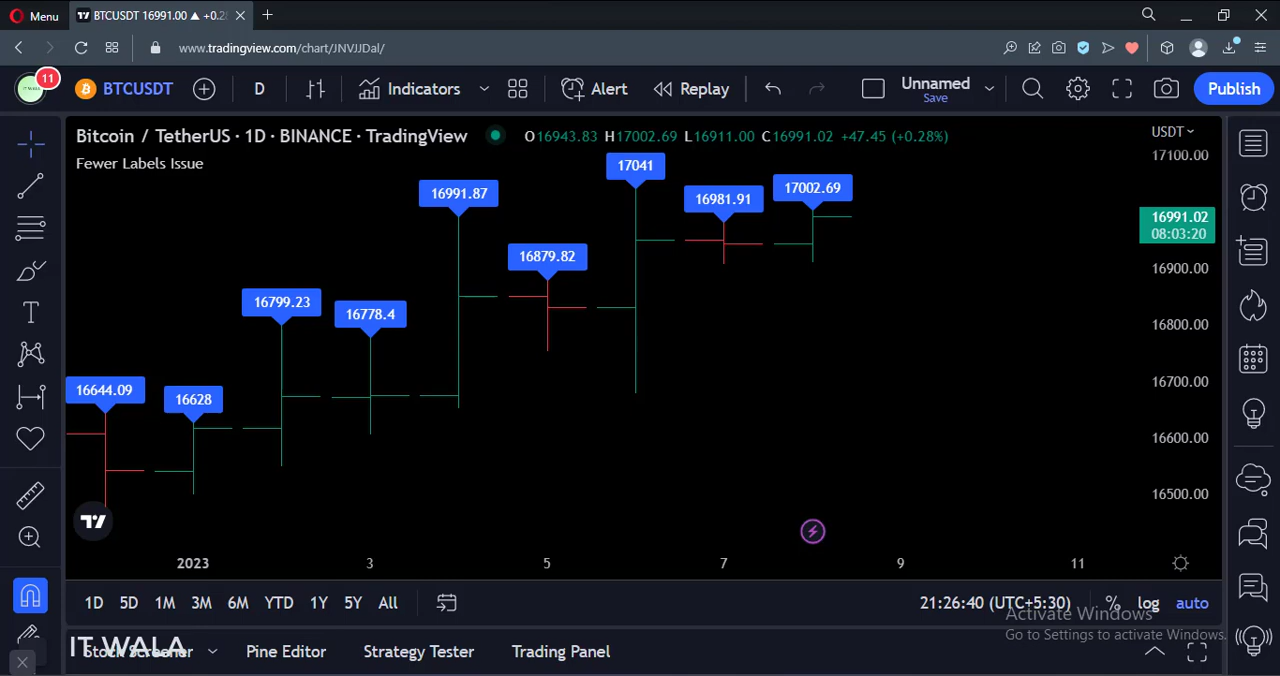 Menu
BTCUSDT 16991.00 ▲ +0.2
www.tradingview.com/chart/JNVJJDal/
11
BTCUSDT
D
Indicators
Alert
Replay
Unnamed
Save
Publish
Bitcoin / TetherUS · 1D · BINANCE · TradingView
O16943.83 H17002.69 L16911.00 C16991.02 +47.45 (+0.28%)
USDT
Fewer Labels Issue
17100.00
17041
17002.69
16991.87
16981.91
16991.02
08:03:20
16879.82
16900.00
16799.23
16778.4
16800.00
16644.09
16628
16700.00
16600.00
16500.00
2023
3
5
7
9
11
1D
5D
1M
3M
6M
YTD
1Y
5Y
All
21:26:40 (UTC+5:30)
%
log
auto
Activate Windows
Go to Settings to activate Windows.
IT WALA
Stock Screener
Pine Editor
Strategy Tester
Trading Panel